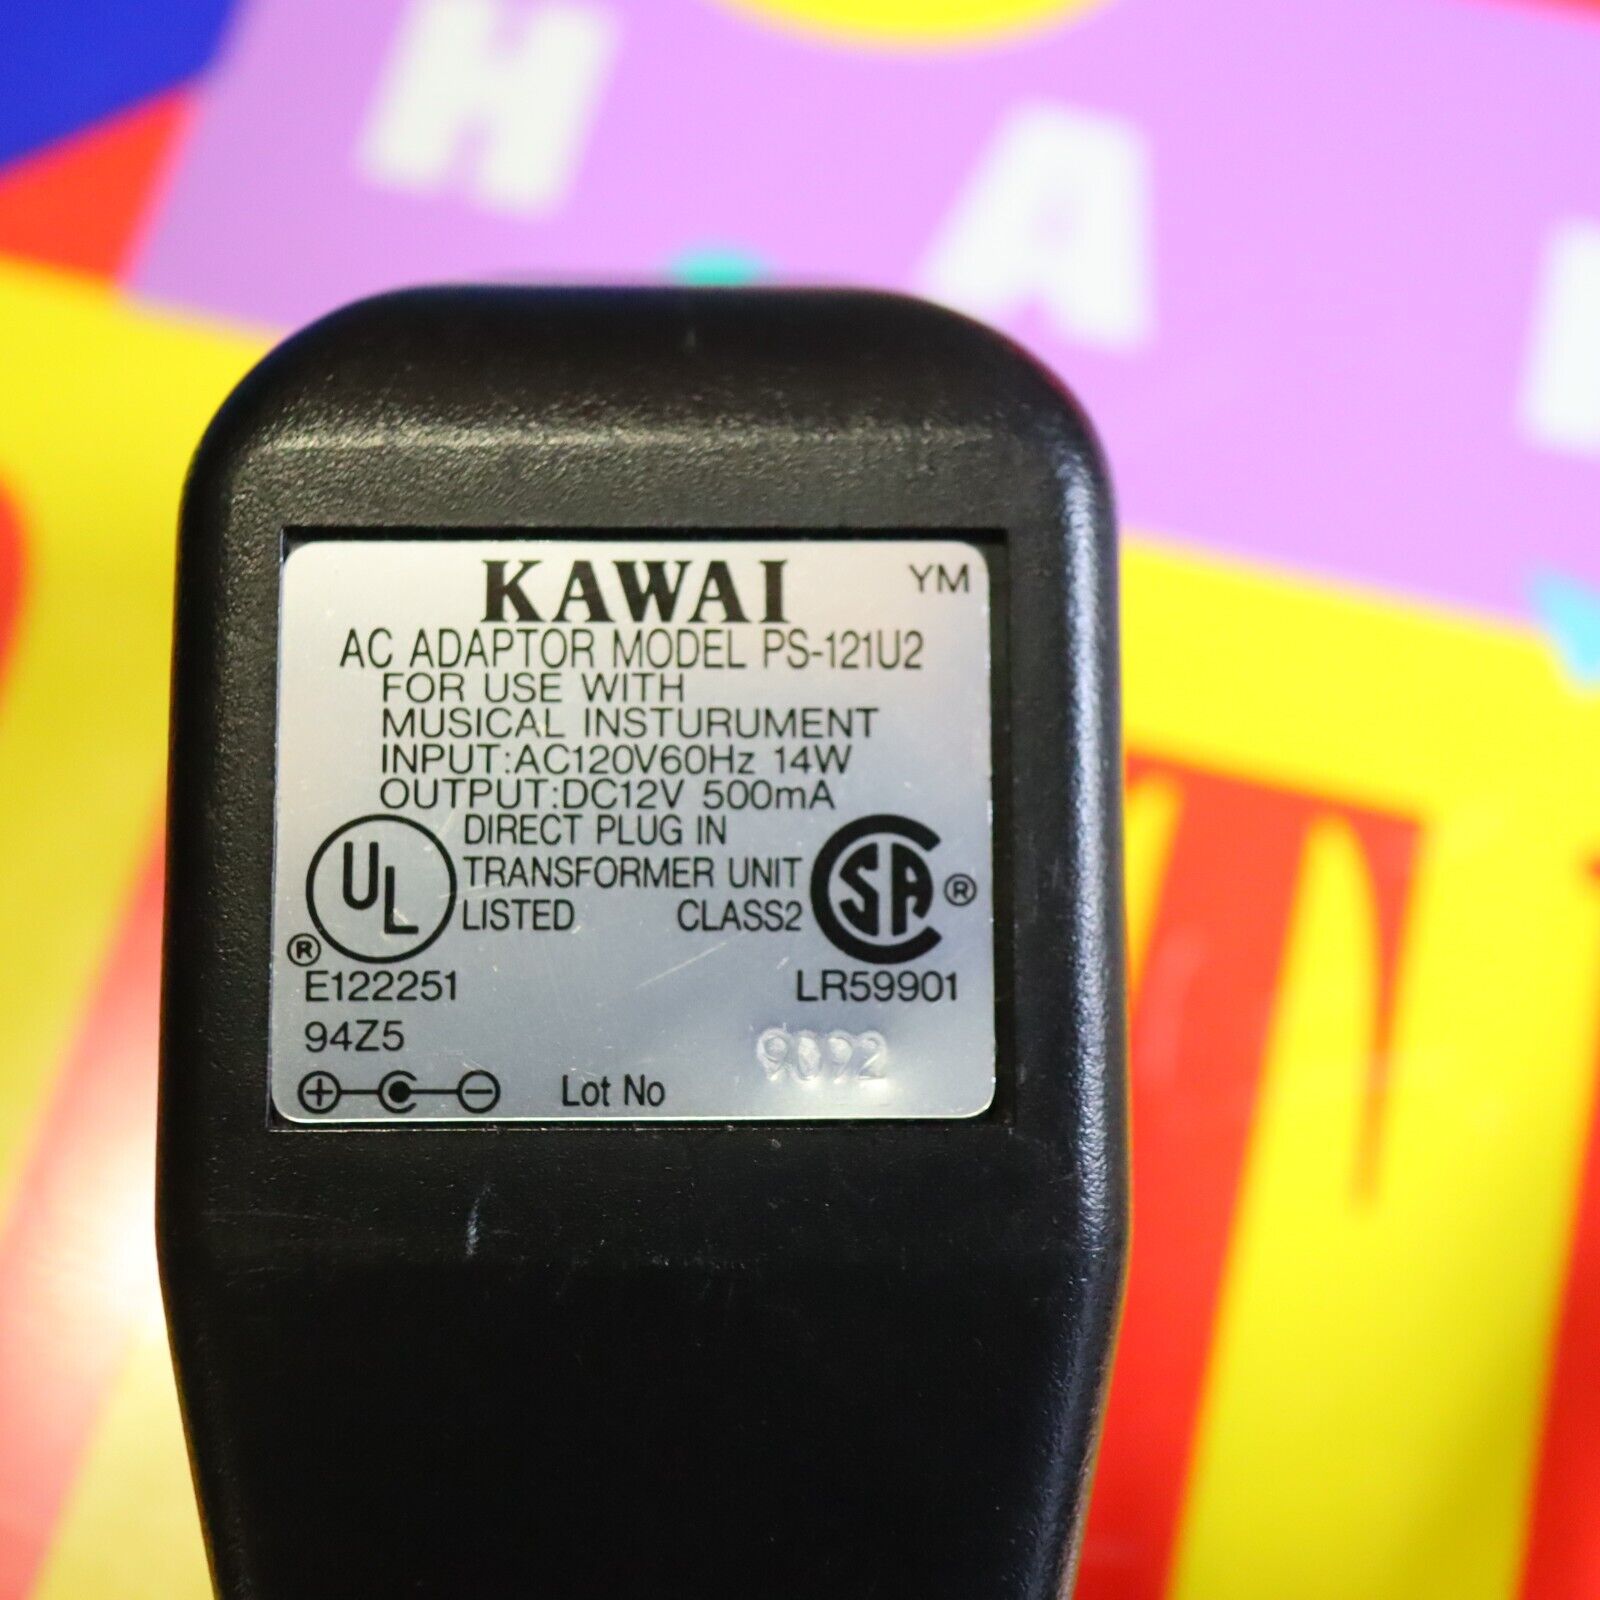 H A
KAWAI YM
AC ADAPTOR MODEL PS-121U2
FOR USE WITH
MUSICAL INSTURUMENT
INPUT:AC120V60Hz 14W
OUTPUT:DC12V 500mA
DIRECT PLUG IN
UL TRANSFORMER UNIT SA ®
® LISTED CLASS2
E122251 LR59901
94Z5 9092
Lot No